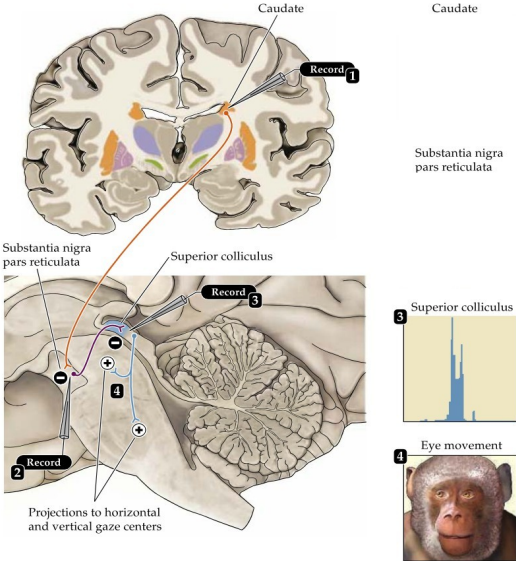 Caudate
Caudate
Record
1
Substantia nigra
pars reticulata
Substantia nigra
pars reticulata
Superior colliculus
Record
3
Superior colliculus
3
−
+
4
−
+
Record
2
Eye movement
4
Projections to horizontal
and vertical gaze centers